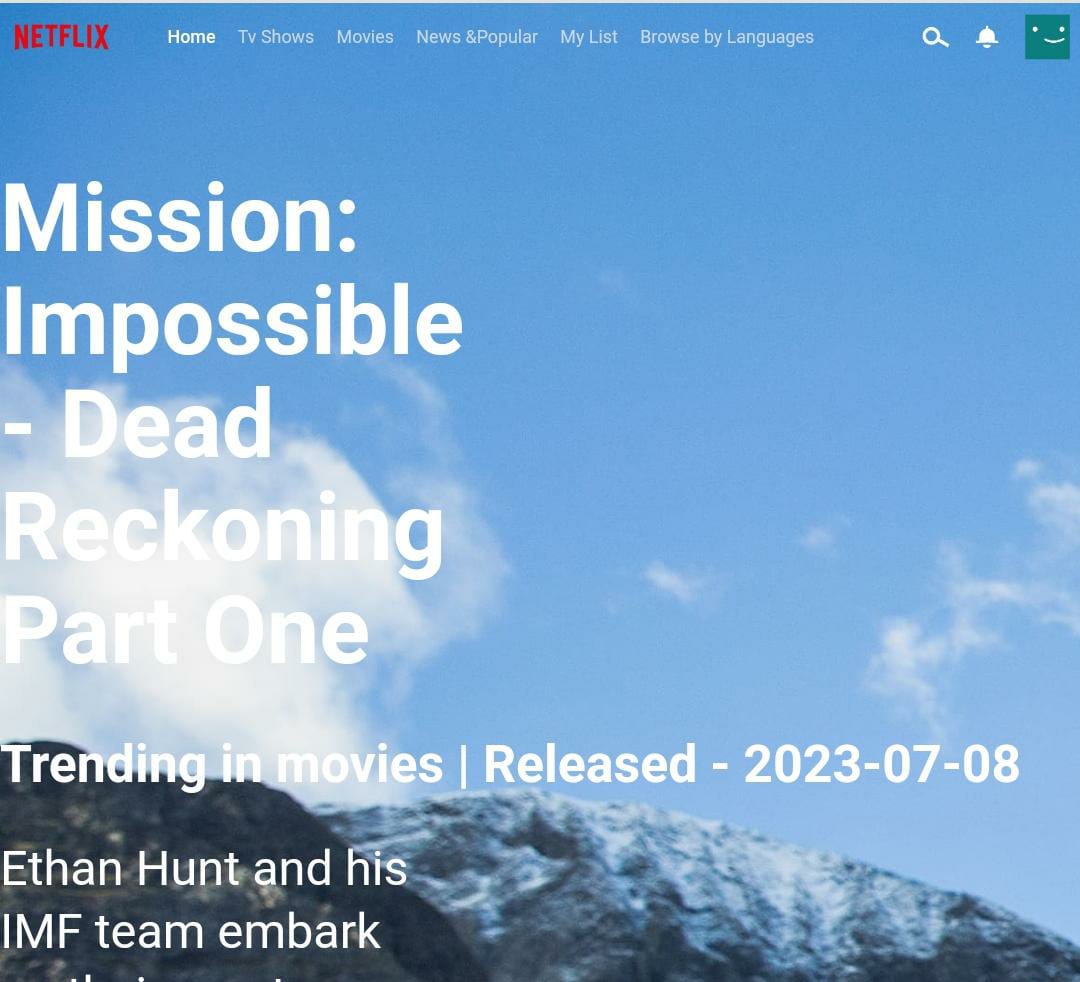 NETFLIX Home Tv Shows Movies News &Popular My List Browse by Languages
Mission:
Impossible
- Dead
Reckoning
Part One
Trending in movies | Released - 2023-07-08
Ethan Hunt and his
IMF team embark